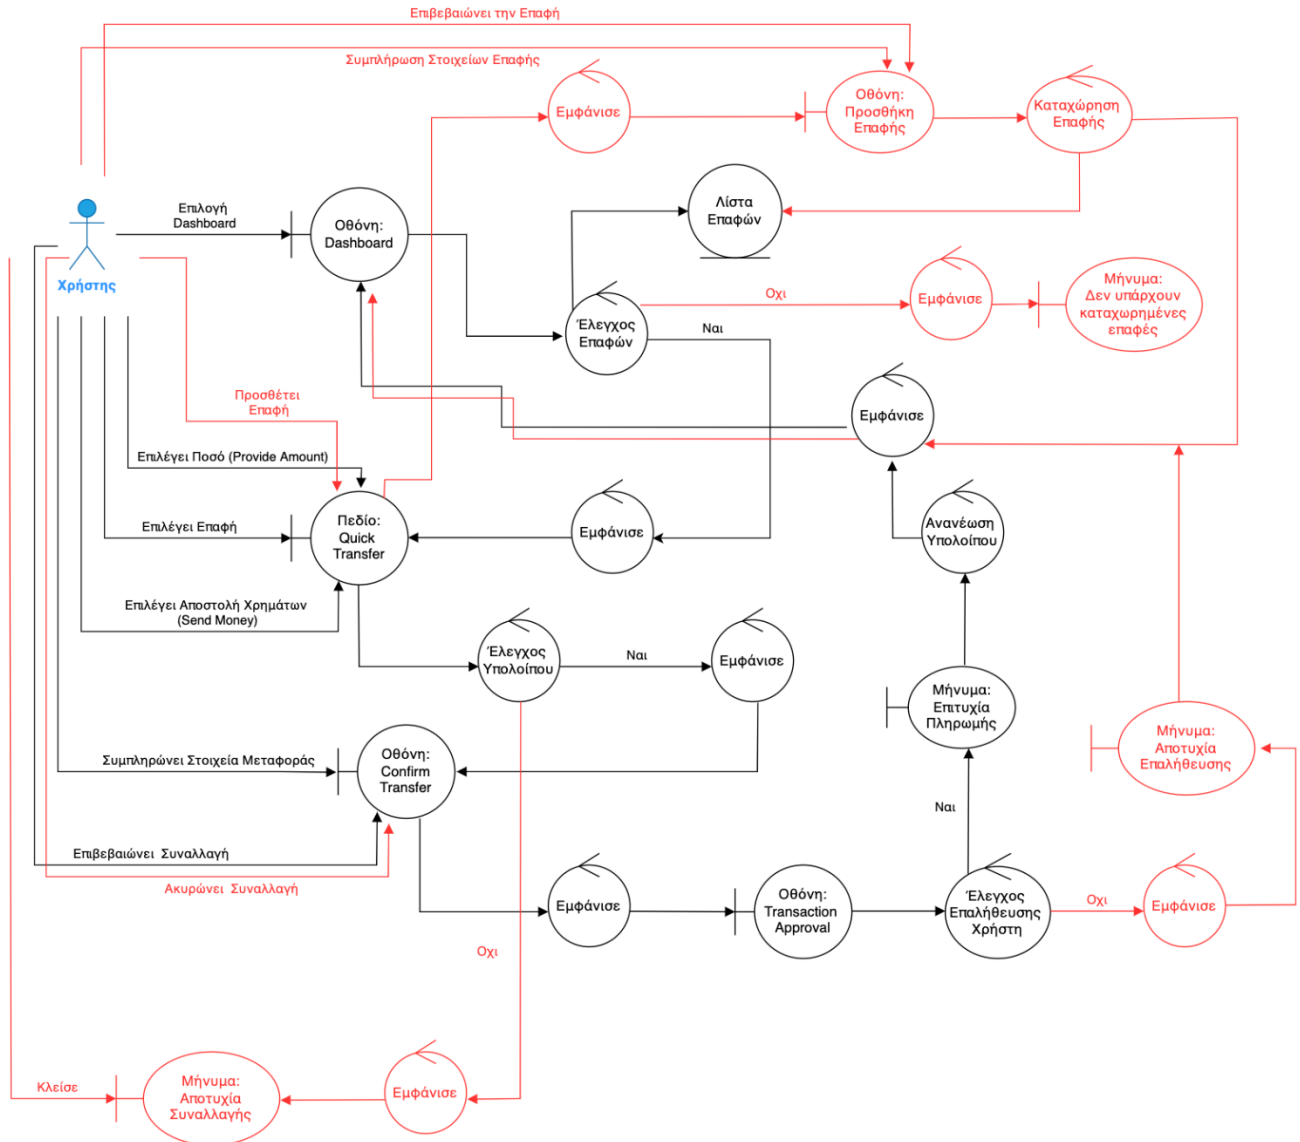 Επιβεβαιώνει την Επαφή
Συμπλήρωση Στοιχείων Επαφής
Εμφάνισε
Οθόνη:
Προσθήκη
Επαφής
Καταχώρηση
Επαφής
Επιλογή
Dashboard
Οθόνη:
Dashboard
Λίστα
Επαφών
Χρήστης
Έλεγχος
Επαφών
Οχι
Ναι
Εμφάνισε
Μήνυμα:
Δεν υπάρχουν
καταχωρημένες
επαφές
Προσθέτει
Επαφή
Εμφάνισε
Επιλέγει Ποσό (Provide Amount)
Επιλέγει Επαφή
Πεδίο:
Quick
Transfer
Εμφάνισε
Ανανέωση
Υπολοίπου
Επιλέγει Αποστολή Χρημάτων
(Send Money)
Έλεγχος
Υπολοίπου
Ναι
Εμφάνισε
Μήνυμα:
Επιτυχία
Πληρωμής
Μήνυμα:
Αποτυχία
Επαλήθευσης
Συμπληρώνει Στοιχεία Μεταφοράς
Οθόνη:
Confirm
Transfer
Ναι
Επιβεβαιώνει Συναλλαγή
Ακυρώνει Συναλλαγή
Εμφάνισε
Οθόνη:
Transaction
Approval
Έλεγχος
Επαλήθευσης
Χρήστη
Οχι
Εμφάνισε
Οχι
Κλείσε
Μήνυμα:
Αποτυχία
Συναλλαγής
Εμφάνισε